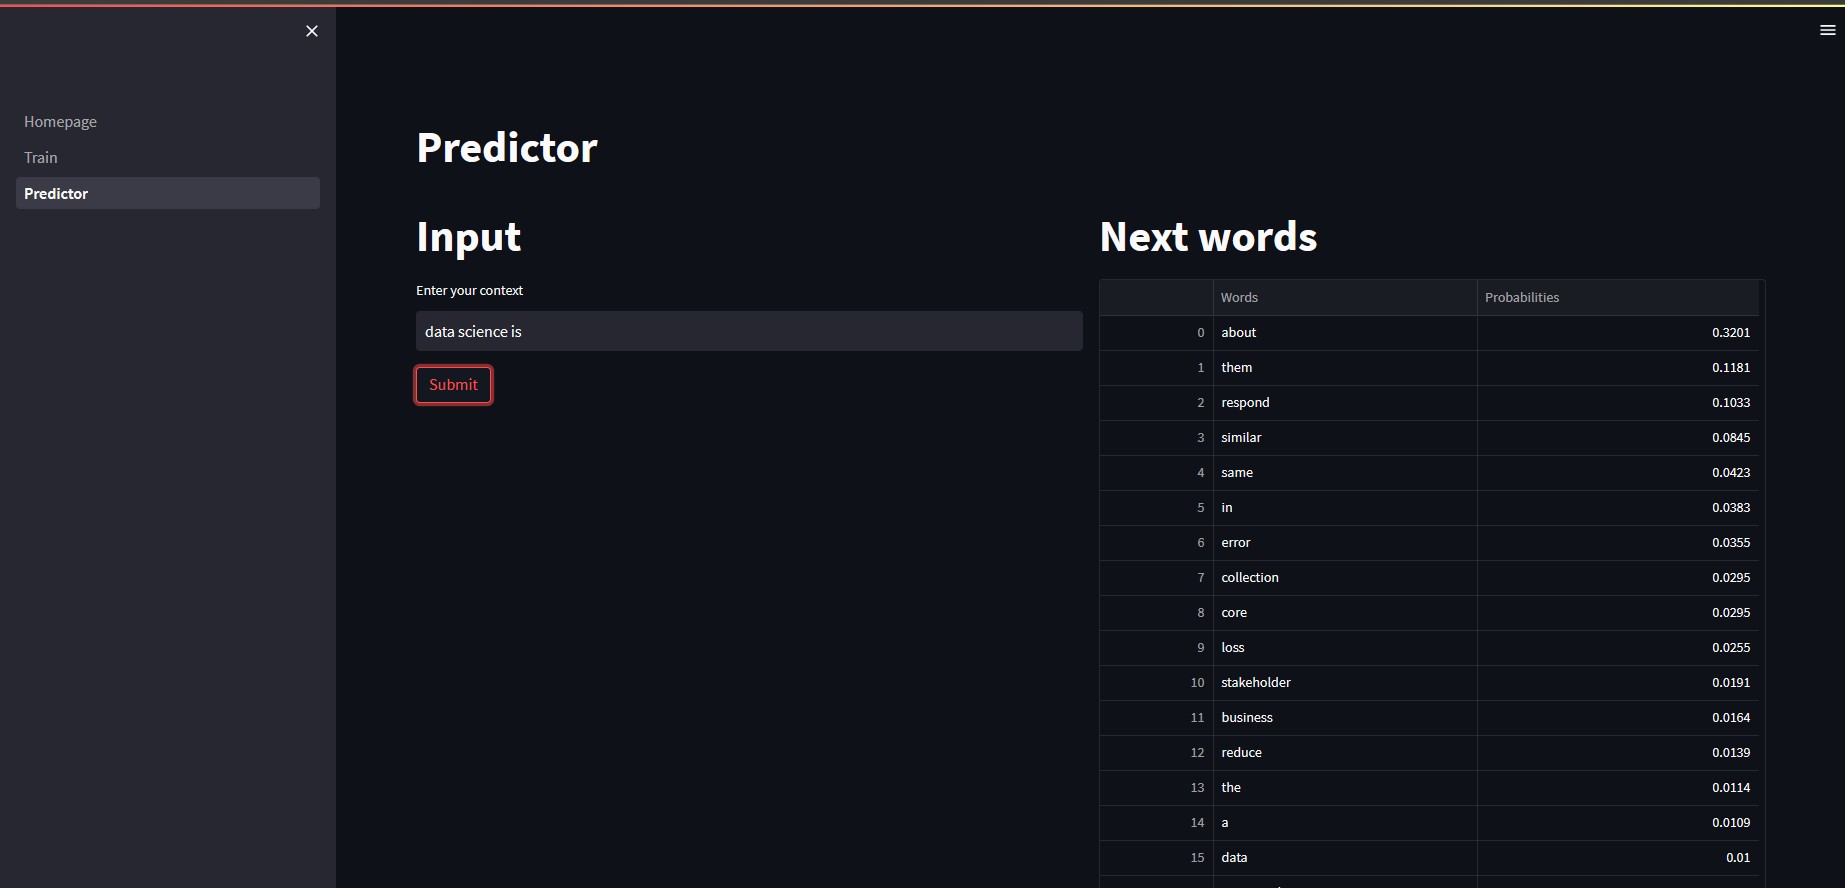 Homepage
Train
Predictor
Predictor
Input
Enter your context
data science is
Submit
Next words
Words Probabilities
0 about 0.3201
1 them 0.1181
2 respond 0.1033
3 similar 0.0845
4 same 0.0423
5 in 0.0383
6 error 0.0355
7 collection 0.0295
8 core 0.0295
9 loss 0.0255
10 stakeholder 0.0191
11 business 0.0164
12 reduce 0.0139
13 the 0.0114
14 a 0.0109
15 data 0.01